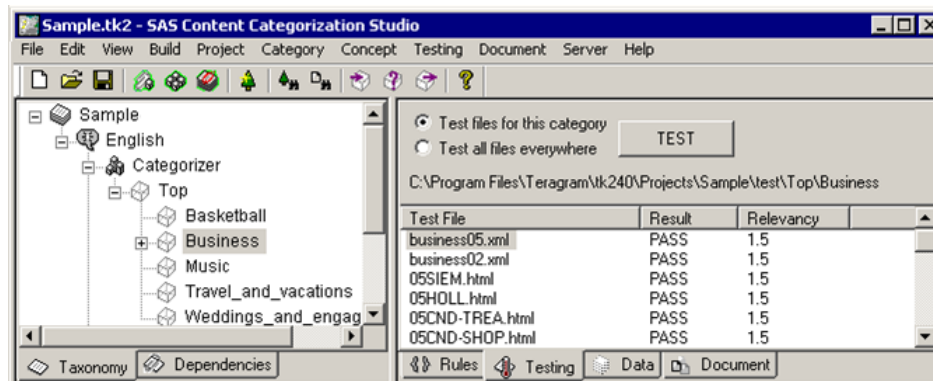 Sample.tk2 - SAS Content Categorization Studio
File Edit View Build Project Category Concept Testing Document Server Help
Sample
English
Categorizer
Top
Basketball
Business
Music
Travel_and_vacations
Weddings_and_engag
Taxonomy Dependencies
Test files for this category
Test all files everywhere
TEST
C:\Program Files\Teragram\tk240\Projects\Sample\test\Top\Business
Test File Result Relevancy
business05.xml PASS 1.5
business02.xml PASS 1.5
05SIEM.html PASS 1.5
05HOLL.html PASS 1.5
05CND-TREA.html PASS 1.5
05CND-SHOP.html PASS 1.5
Rules Testing Data Document